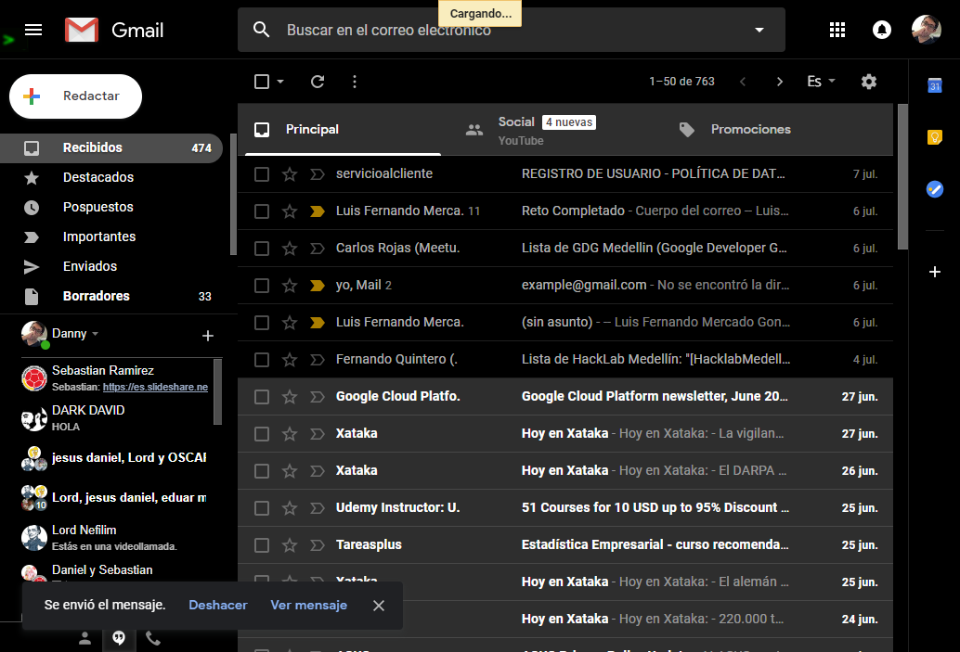 Cargando...
Gmail
Buscar en el correo electrónico
Redactar
1–50 de 763
Es
31
Recibidos 474
Destacados
Pospuestos
Importantes
Enviados
Borradores 33
Danny
Sebastian Ramirez
Sebastian: https://es.slideshare.ne
DARK DAVID
HOLA
jesus daniel, Lord y OSCAR
Lord, jesus daniel, eduar m
10
Lord Nefilim
Estás en una videollamada.
Daniel y Sebastian
Principal
Social 4 nuevas
YouTube
Promociones
servicioalcliente REGISTRO DE USUARIO - POLÍTICA DE DAT… 7 jul.
Luis Fernando Merca. 11 Reto Completado - Cuerpo del correo -- Luis… 6 jul.
Carlos Rojas (Meetu. Lista de GDG Medellin (Google Developer G… 6 jul.
yo, Mail 2 example@gmail.com - No se encontró la dir… 6 jul.
Luis Fernando Merca. (sin asunto) - -- Luis Fernando Mercado Gon… 6 jul.
Fernando Quintero (. Lista de HackLab Medellín: "[HacklabMedell… 4 jul.
Google Cloud Platfo. Google Cloud Platform newsletter, June 20… 27 jun.
Xataka Hoy en Xataka - Hoy en Xataka: - La vigilan… 27 jun.
Xataka Hoy en Xataka - Hoy en Xataka: - El DARPA … 26 jun.
Udemy Instructor: U. 51 Courses for 10 USD up to 95% Discount … 25 jun.
Tareasplus Estadística Empresarial - curso recomenda… 25 jun.
Xataka Hoy en Xataka - Hoy en Xataka: - El alemán … 25 jun.
Hoy en Xataka - Hoy en Xataka: - 220.000 t… 24 jun.
Se envió el mensaje. Deshacer Ver mensaje